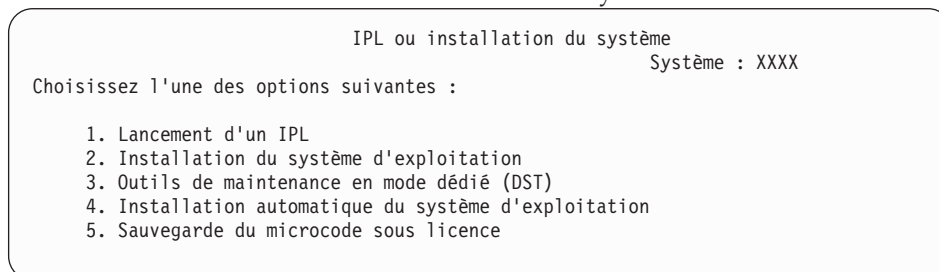 IPL ou installation du système
Système : XXXX
Choisissez l'une des options suivantes :
1. Lancement d'un IPL
2. Installation du système d'exploitation
3. Outils de maintenance en mode dédié (DST)
4. Installation automatique du système d'exploitation
5. Sauvegarde du microcode sous licence